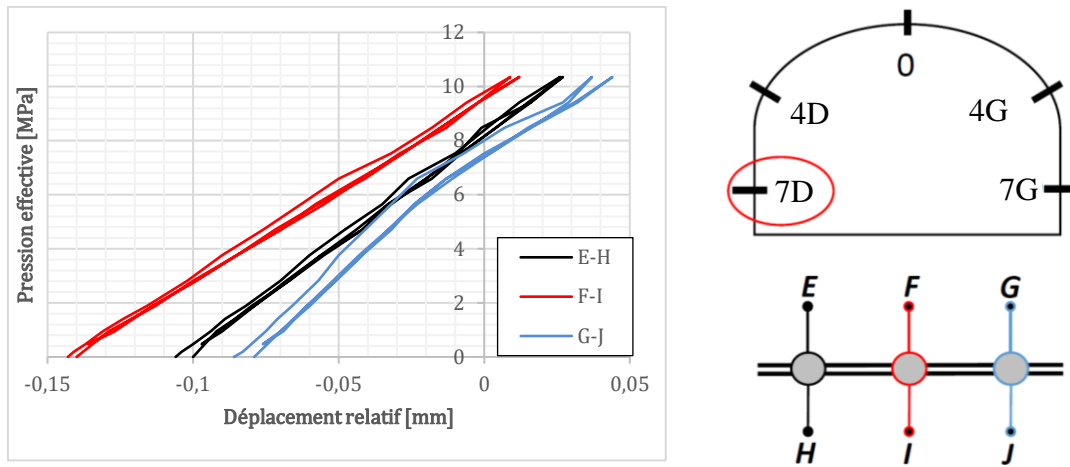 12
10
8
6
4
2
0
-0,15
-0,1
-0,05
0
0,05
Pression effective [MPa]
Déplacement relatif [mm]
E-H
F-I
G-J
0
4D
4G
7D
7G
E F G
H I J